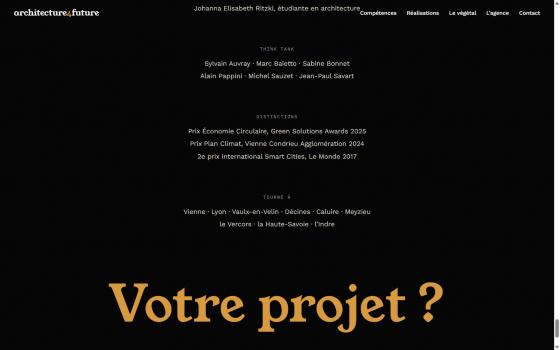 architecture4future
Johanna Elisabeth Ritzki, étudiante en architecture
Compétences
Réalisations
Le végétal
L'agence
Contact
THINK TANK
Sylvain Auvray · Marc Baietto · Sabine Bonnet
Alain Pappini · Michel Sauzet · Jean-Paul Savart
DISTINCTIONS
Prix Économie Circulaire, Green Solutions Awards 2025
Prix Plan Climat, Vienne Condrieu Agglomération 2024
2e prix International Smart Cities, Le Monde 2017
TOURNÉ À
Vienne · Lyon · Vaulx-en-Velin · Décines · Caluire · Meyzieu
le Vercors · la Haute-Savoie · l'Indre
Votre projet ?